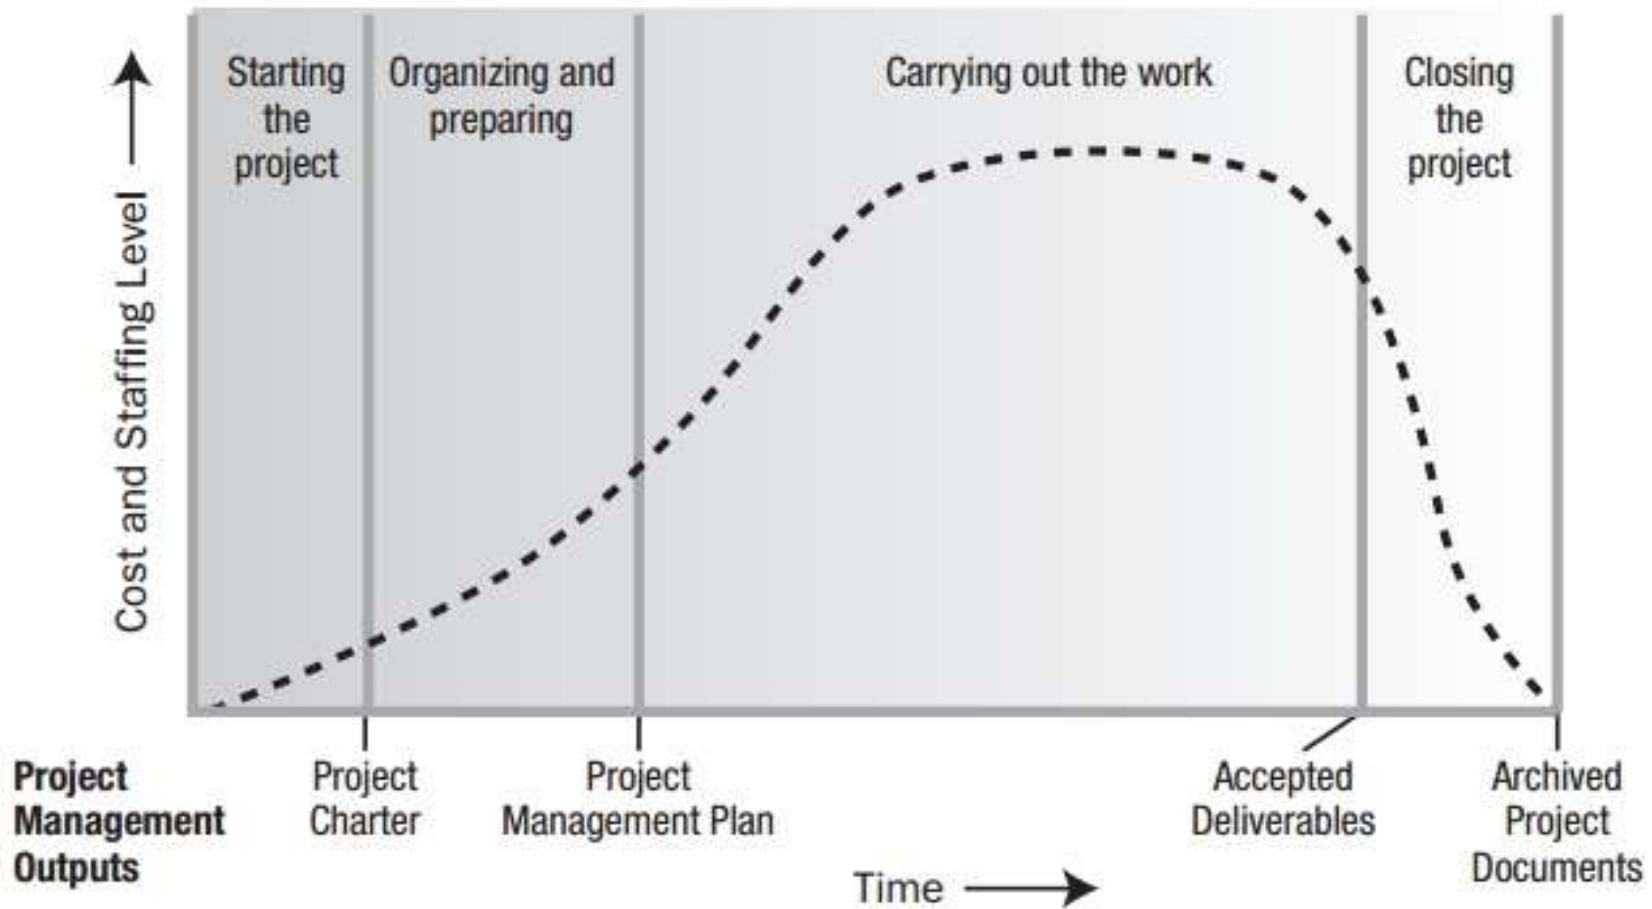 Starting
the
project
Organizing and
preparing
Carrying out the work
Closing
the
project
Cost and Staffing Level
Project
Management
Outputs
Project
Charter
Project
Management Plan
Accepted
Deliverables
Archived
Project
Documents
Time